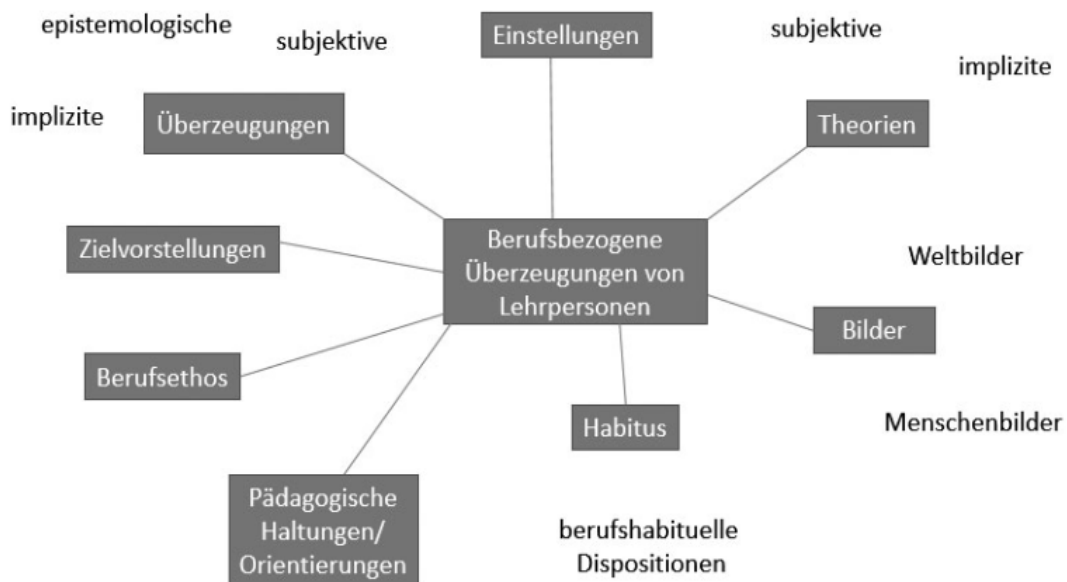 epistemologische
subjektive
Einstellungen
subjektive
implizite
implizite
Überzeugungen
Theorien
Zielvorstellungen
Berufsbezogene
Überzeugungen von
Lehrpersonen
Weltbilder
Bilder
Berufsethos
Habitus
Menschenbilder
Pädagogische
Haltungen/
Orientierungen
berufshabituelle
Dispositionen